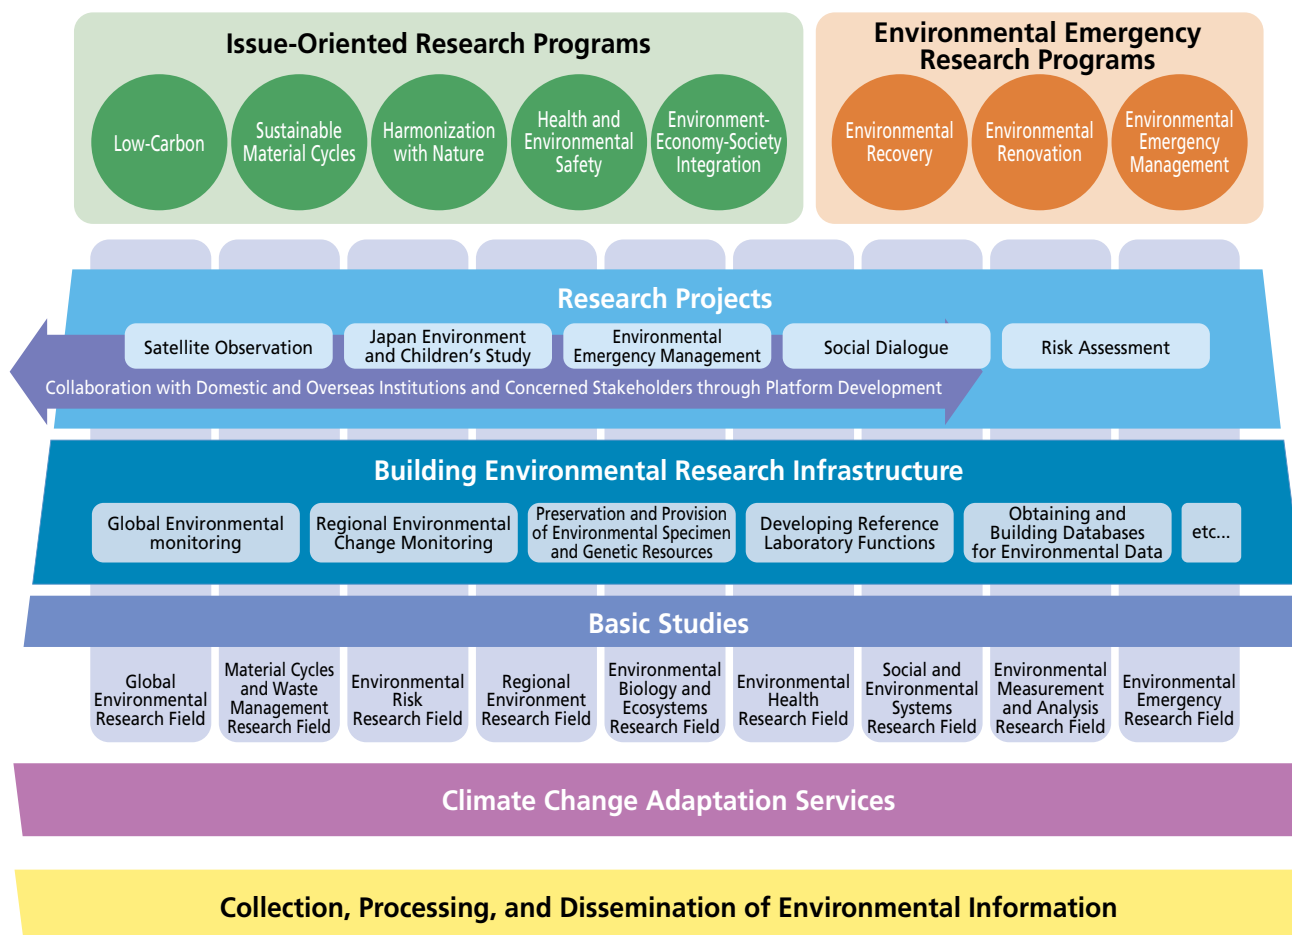 Issue-Oriented Research Programs
Low-Carbon
Sustainable
Material Cycles
Harmonization
with Nature
Health and
Environmental
Safety
Environment-
Economy-Society
Integration
Environmental Emergency
Research Programs
Environmental
Recovery
Environmental
Renovation
Environmental
Emergency
Management
Research Projects
Satellite Observation
Japan Environment
and Children’s Study
Environmental
Emergency Management
Social Dialogue
Risk Assessment
Collaboration with Domestic and Overseas Institutions and Concerned Stakeholders through Platform Development
Building Environmental Research Infrastructure
Global Environmental
monitoring
Regional Environmental
Change Monitoring
Preservation and Provision
of Environmental Specimen
and Genetic Resources
Developing Reference
Laboratory Functions
Obtaining and
Building Databases
for Environmental Data
etc...
Basic Studies
Global
Environmental
Research Field
Material Cycles
and Waste
Management
Research Field
Environmental
Risk
Research Field
Regional
Environment
Research Field
Environmental
Biology and
Ecosystems
Research Field
Environmental
Health
Research Field
Social and
Environmental
Systems
Research Field
Environmental
Measurement
and Analysis
Research Field
Environmental
Emergency
Research Field
Climate Change Adaptation Services
Collection, Processing, and Dissemination of Environmental Information